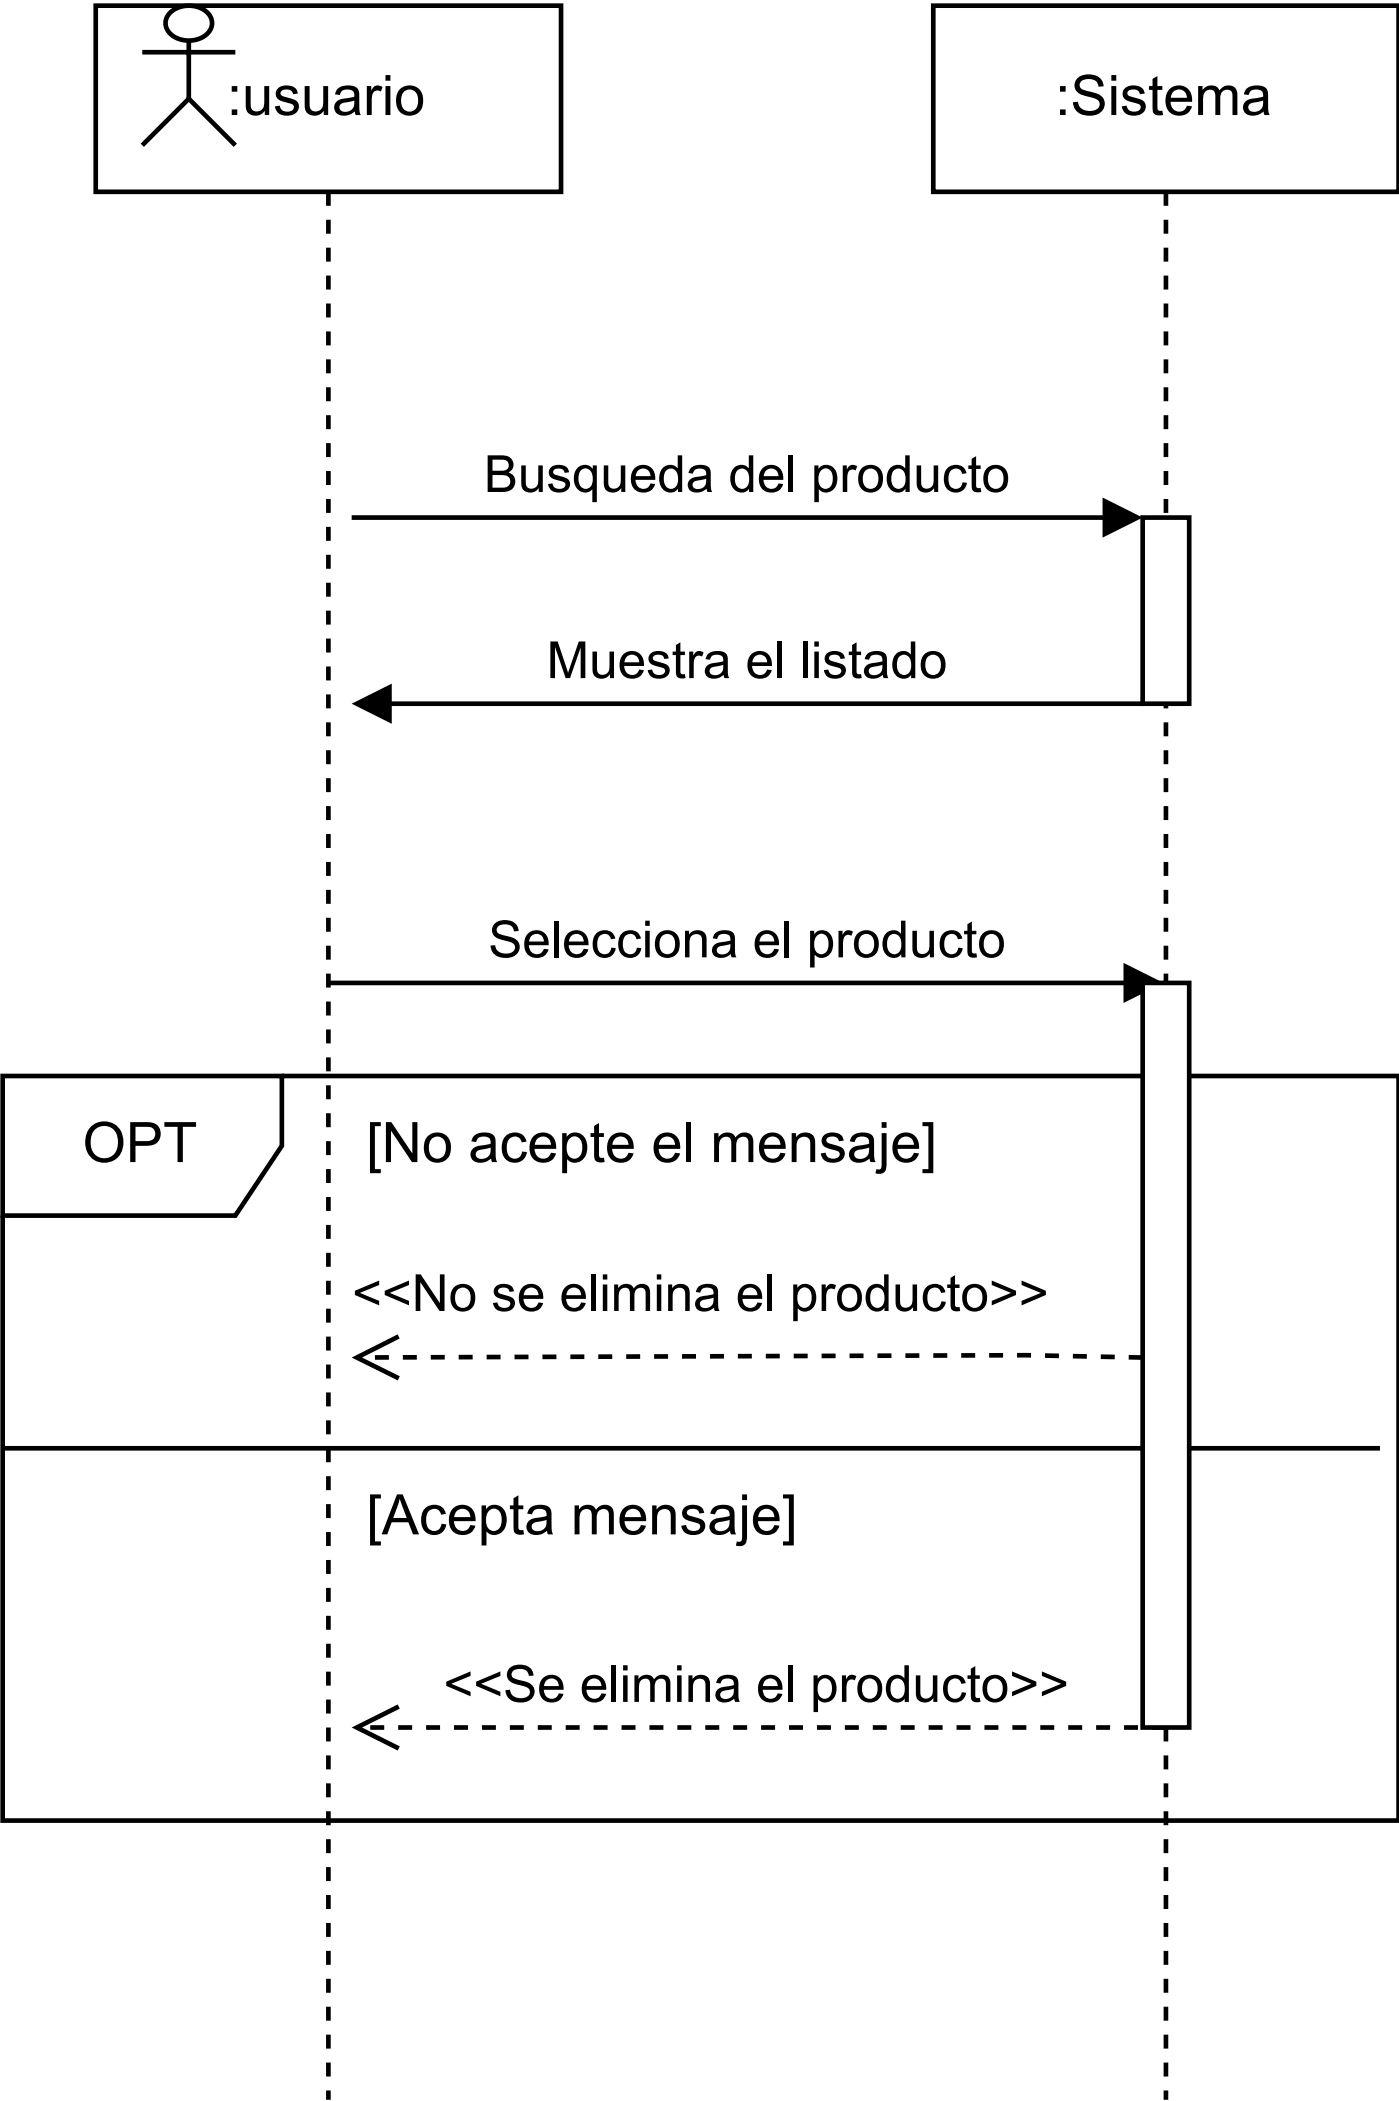 :usuario
:Sistema
Busqueda del producto
Muestra el listado
Selecciona el producto
OPT
[No acepte el mensaje]
<<No se elimina el producto>>
[Acepta mensaje]
<<Se elimina el producto>>